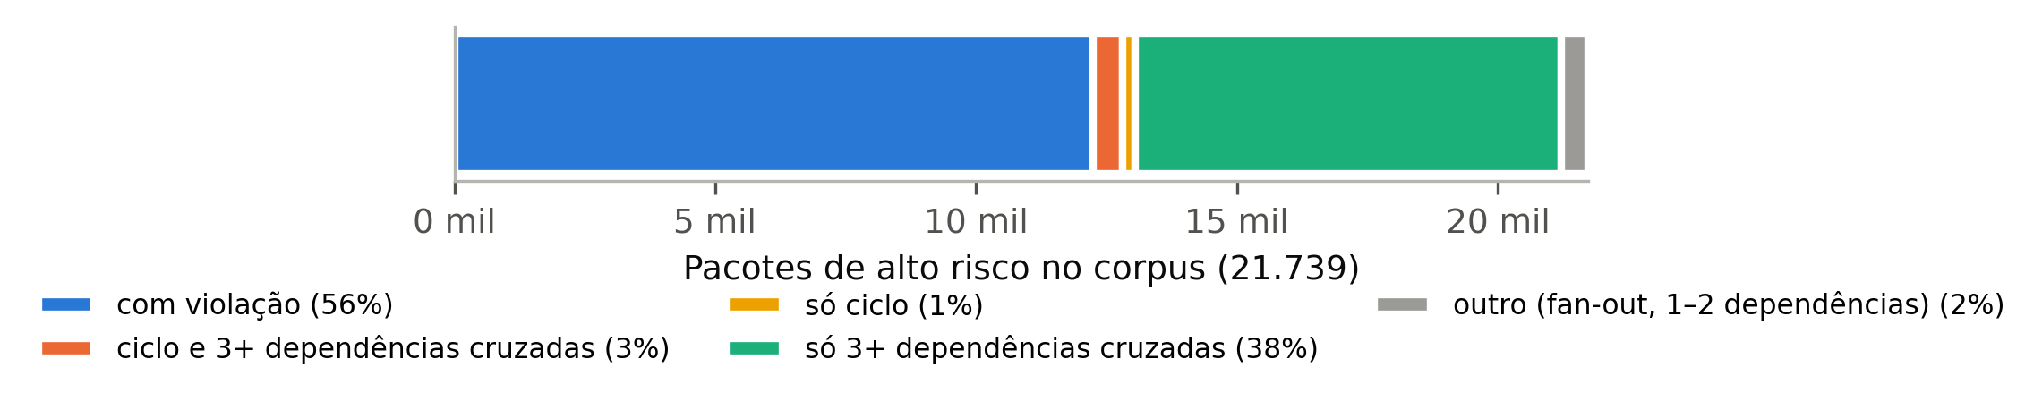 0 mil 5 mil 10 mil 15 mil 20 mil
Pacotes de alto risco no corpus (21.739)
com violação (56%) só ciclo (1%) outro (fan-out, 1–2 dependências) (2%)
ciclo e 3+ dependências cruzadas (3%) só 3+ dependências cruzadas (38%)